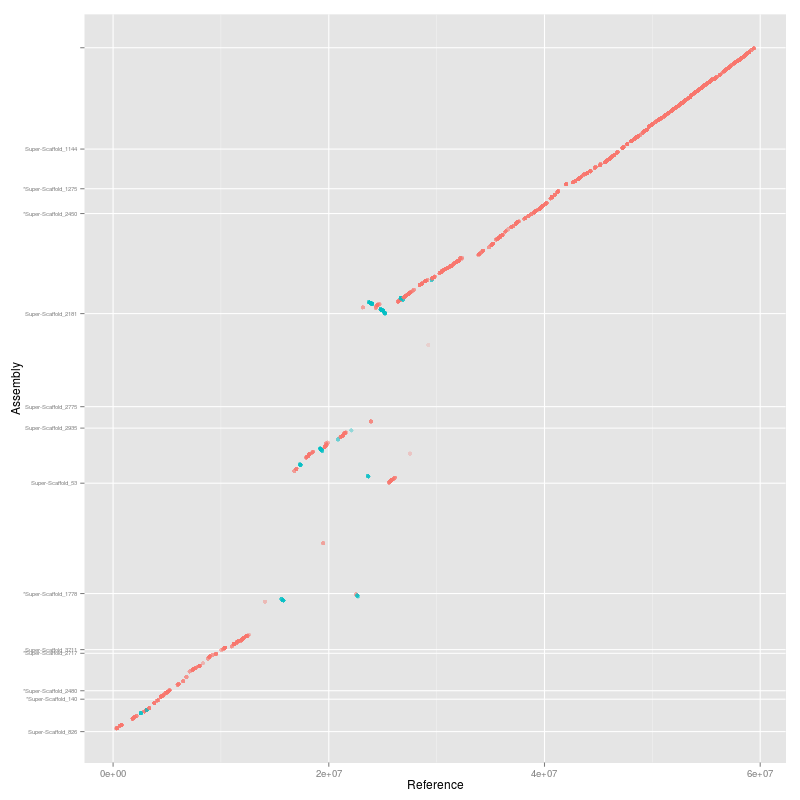 Super-Scaffold_1144
*Super-Scaffold_1275
*Super-Scaffold_2450
Super-Scaffold_2181
Assembly
Super-Scaffold_2775
Super-Scaffold_2935
Super-Scaffold_53
*Super-Scaffold_1778
*Super-Scaffold_2480
*Super-Scaffold_140
Super-Scaffold_826
0e+00
2e+07
4e+07
6e+07
Reference